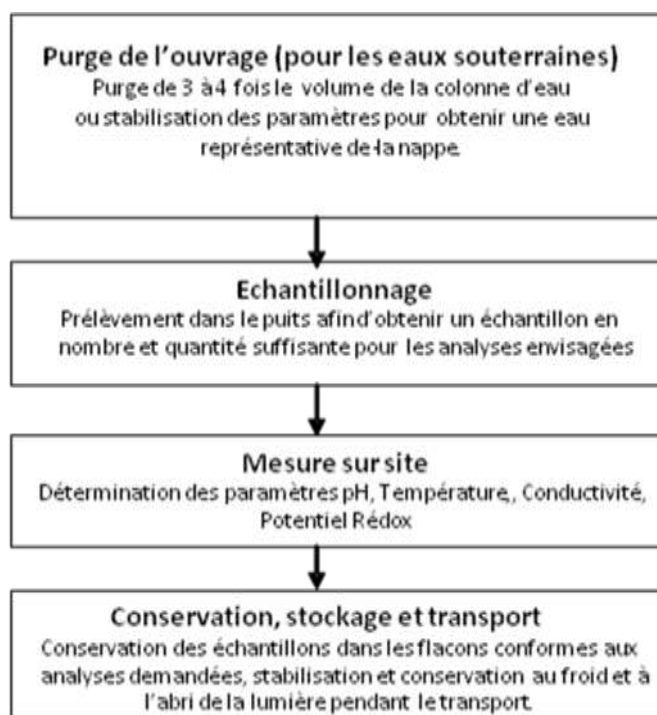 Purge de l'ouvrage (pour les eaux souterraines)
Purge de 3 à 4 fois le volume de la colonne d'eau
ou stabilisation des paramètres pour obtenir une eau
représentative de la nappe.
Echantillonnage
Prélèvement dans le puits afin d'obtenir un échantillon en
nombre et quantité suffisante pour les analyses envisagées
Mesure sur site
Détermination des paramètres pH, Température,, Conductivité,
Potentiel Rédox
Conservation, stockage et transport
Conservation des échantillons dans les flacons conformes aux
analyses demandées, stabilisation et conservation au froid et à
l'abri de la lumière pendant le transport.